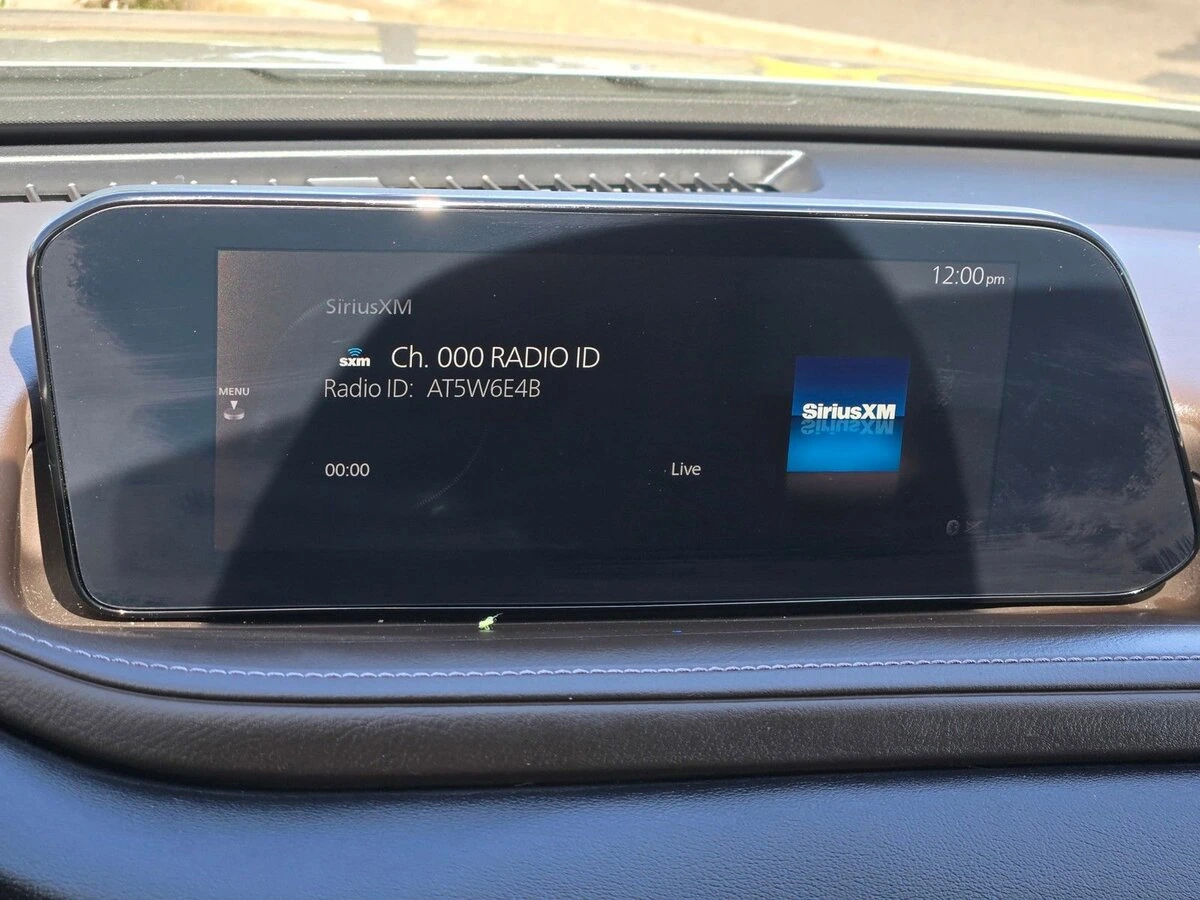 12:00pm
SiriusXM
sxm Ch. 000 RADIO ID
Radio ID: AT5W6E4B
MENU
SiriusXM
00:00 Live